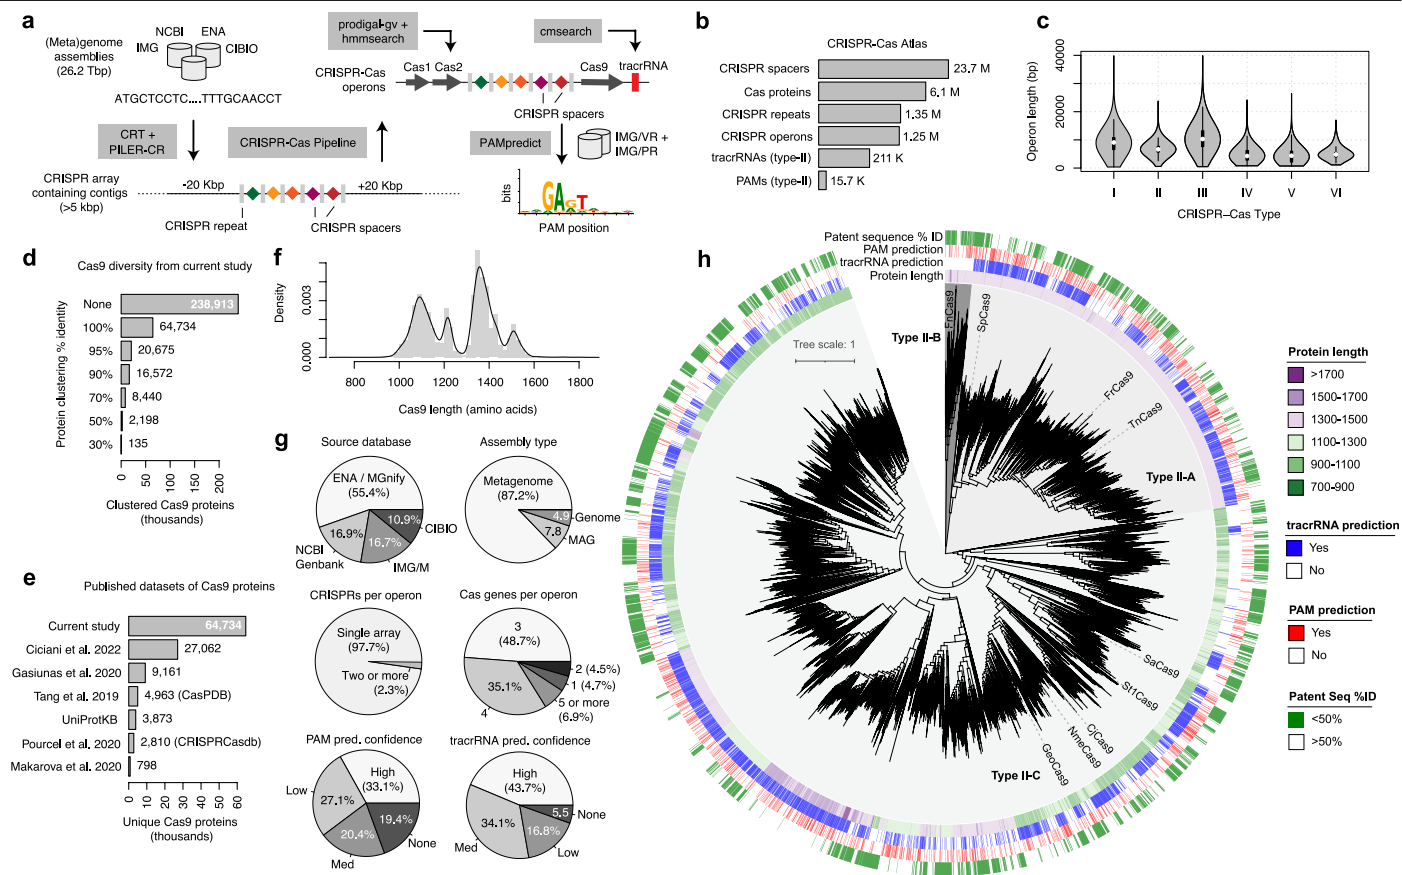 a
(Meta)genome
assemblies
(26.2 Tbp)
NCBI
ENA
IMG
CIBIO
ATGCTCCTC....TTTGCAACCT
CRT +
PILER-CR
CRISPR-Cas Pipeline
CRISPR array
containing contigs
(>5 kbp)
-20 Kbp
+20 Kbp
CRISPR repeat
CRISPR spacers
prodigal-gv +
hmmsearch
cmsearch
CRISPR-Cas
operons
Cas1
Cas2
Cas9
tracrRNA
CRISPR spacers
PAMpredict
IMG/VR +
IMG/PR
bits
GAGT
PAM position
b
CRISPR-Cas Atlas
CRISPR spacers 23.7 M
Cas proteins 6.1 M
CRISPR repeats 1.35 M
CRISPR operons 1.25 M
tracrRNAs (type-II) 211 K
PAMs (type-II) 15.7 K
c
Operon length (bp)
40000
20000
0
I II III IV V VI
CRISPR–Cas Type
d
Cas9 diversity from current study
Protein clustering % identity
None 238,913
100% 64,734
95% 20,675
90% 16,572
70% 8,440
50% 2,198
30% 135
0 50 100 150 200
Clustered Cas9 proteins
(thousands)
e
Published datasets of Cas9 proteins
Current study 64,734
Ciciani et al. 2022 27,062
Gasiunas et al. 2020 9,161
Tang et al. 2019 4,963 (CasPDB)
UniProtKB 3,873
Pourcel et al. 2020 2,810 (CRISPRCasdb)
Makarova et al. 2020 798
0 10 20 30 40 50 60
Unique Cas9 proteins
(thousands)
f
Density
0.003
0.000
800 1000 1200 1400 1600 1800
Cas9 length (amino acids)
g
Source database
ENA / MGnify
(55.4%)
10.9%
CIBIO
16.9%
16.7%
NCBI
Genbank
IMG/M
Assembly type
Metagenome
(87.2%)
4.9
Genome
7.8
MAG
CRISPRs per operon
Single array
(97.7%)
Two or more
(2.3%)
Cas genes per operon
3
(48.7%)
2 (4.5%)
1 (4.7%)
35.1%
5 or more
(6.9%)
4
PAM pred. confidence
High
(33.1%)
Low
27.1%
19.4%
20.4%
None
Med
tracrRNA pred. confidence
High
(43.7%)
5.5
None
34.1%
16.8%
Low
Med
h
Patent sequence % ID
PAM prediction
tracrRNA prediction
Protein length
Tree scale: 1
Type II-B
FnCas9
SpCas9
FrCas9
TnCas9
Type II-A
SaCas9
St1Cas9
CjCas9
NmeCas9
GeoCas9
Type II-C
Protein length
>1700
1500-1700
1300-1500
1100-1300
900-1100
700-900
tracrRNA prediction
Yes
No
PAM prediction
Yes
No
Patent Seq %ID
<50%
>50%